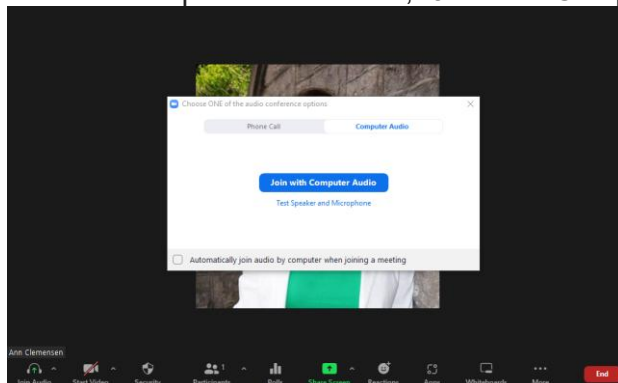 Choose ONE of the audio conference options
Phone Call Computer Audio
Join with Computer Audio
Test Speaker and Microphone
Automatically join audio by computer when joining a meeting
Ann Clemensen
1
Join Audio Start Video Security Participants Polls Share Screen Reactions Apps Whiteboards More End